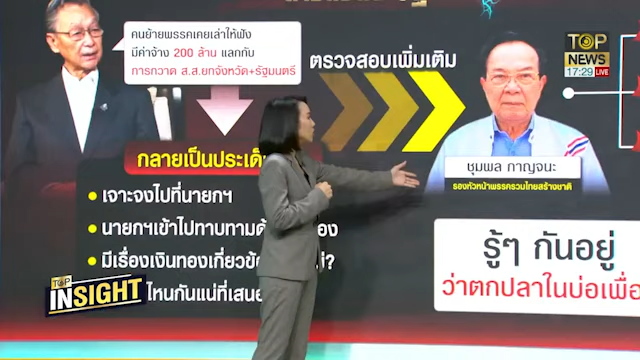 คนย้ายพรรคเคยเล่าให้ฟัง
มีค่าจ้าง 200 ล้าน แลกกับ
การกวาด ส.ส.ยกจังหวัด+รัฐมนตรี
ตรวจสอบเพิ่มเติม
TOP
NEWS
17:29 LIVE
กลายเป็นประเด็
• เจาะจงไปที่นายกฯ
• นายกฯเข้าไปทาบทามด้
อง
• มีเรื่องเงินทองเกี่ยวข้
ไหนกันแน่ที่เสนอ
ชุมพล กาญจนะ
รองหัวหน้าพรรครวมไทยสร้างชาติ
รู้ๆ กันอยู่
ว่าตกปลาในบ่อเพื่อ
TOP
INSIGHT